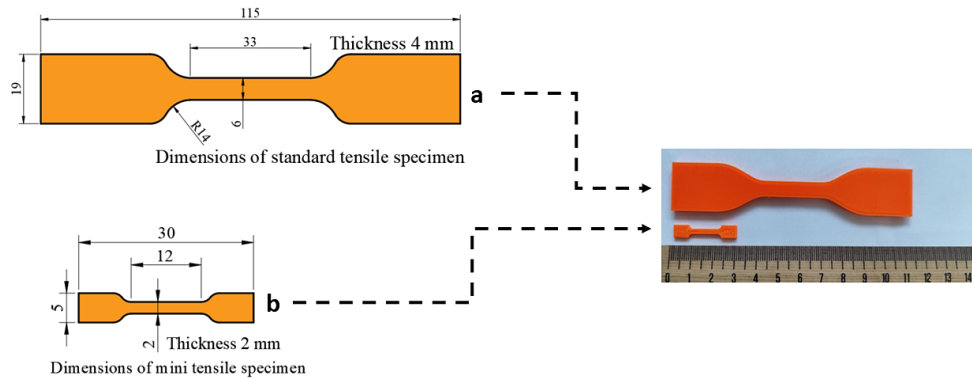 115
33
Thickness 4 mm
19
6
R14
a
Dimensions of standard tensile specimen
30
12
5
2
b
Thickness 2 mm
Dimensions of mini tensile specimen
0 1 2 3 4 5 6 7 8 9 10 11 12 13 14